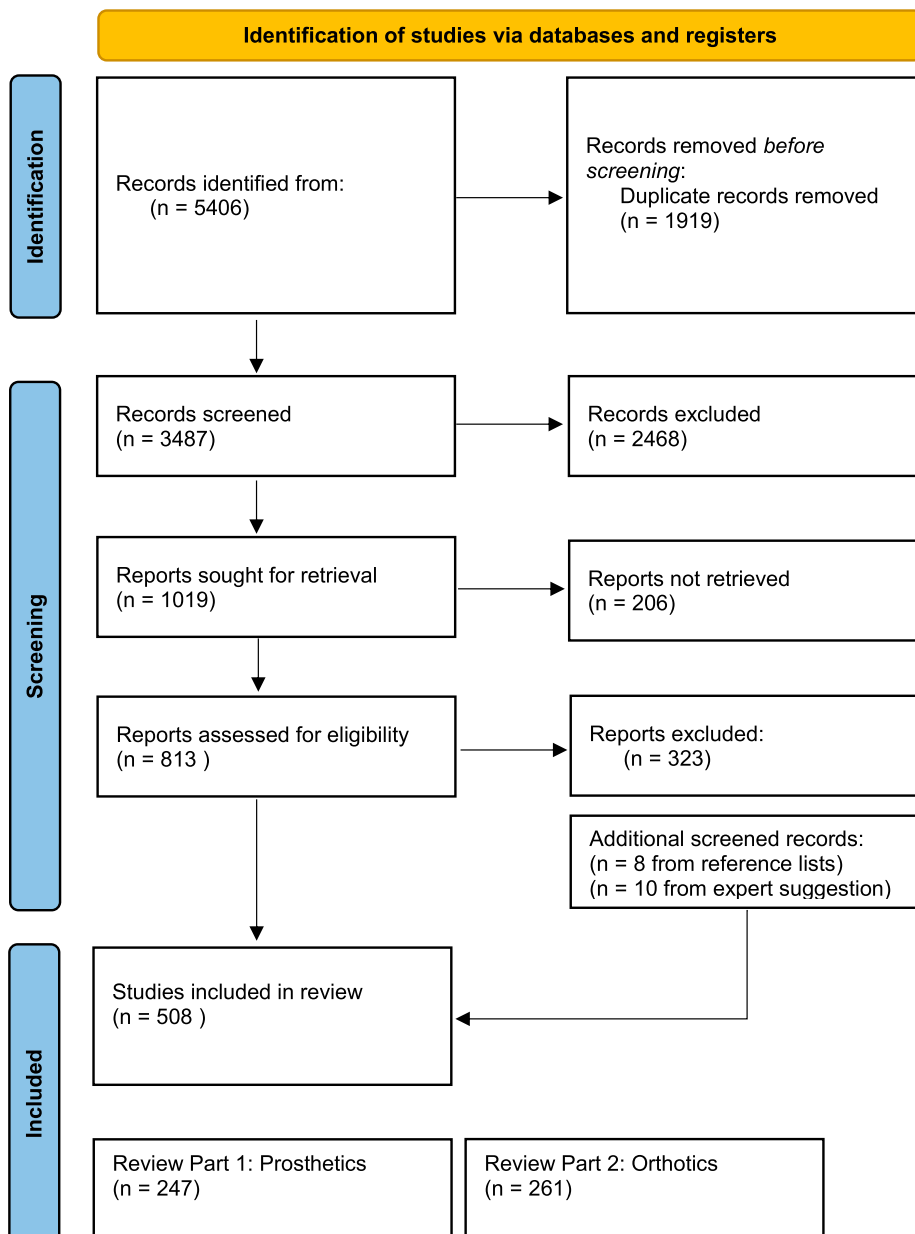 Identification of studies via databases and registers
Identification
Records identified from:
(n = 5406)
Records removed before
screening:
Duplicate records removed
(n = 1919)
Screening
Records screened
(n = 3487)
Records excluded
(n = 2468)
Reports sought for retrieval
(n = 1019)
Reports not retrieved
(n = 206)
Reports assessed for eligibility
(n = 813 )
Reports excluded:
(n = 323)
Additional screened records:
(n = 8 from reference lists)
(n = 10 from expert suggestion)
Included
Studies included in review
(n = 508 )
Review Part 1: Prosthetics
(n = 247)
Review Part 2: Orthotics
(n = 261)